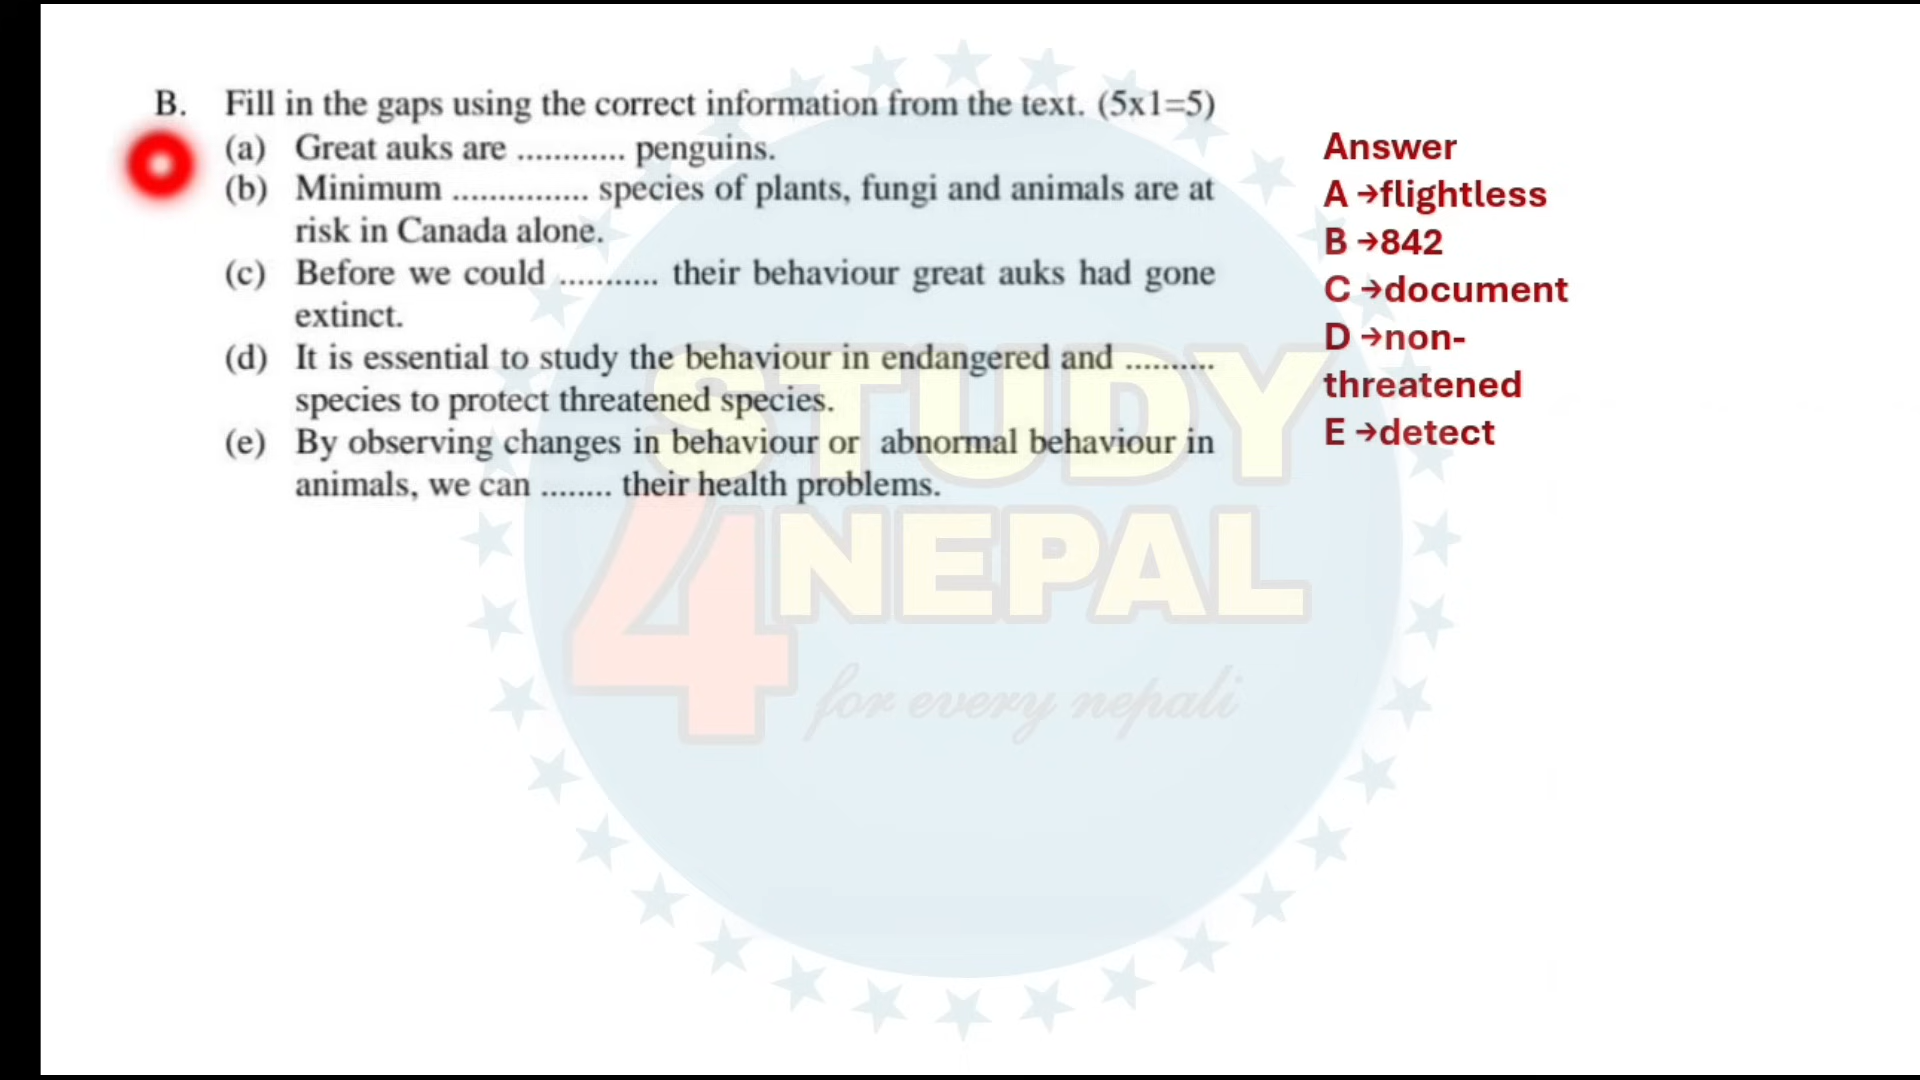 B. Fill in the gaps using the correct information from the text. (5x1=5)
(a) Great auks are ............ penguins.
(b) Minimum ............... species of plants, fungi and animals are at
risk in Canada alone.
(c) Before we could ........... their behaviour great auks had gone
extinct.
(d) It is essential to study the behaviour in endangered and ..........
species to protect threatened species.
(e) By observing changes in behaviour or abnormal behaviour in
animals, we can ........ their health problems.
Answer
A →flightless
B →842
C →document
D →non-
threatened
E →detect
STUDY
4 NEPAL
for every nepali